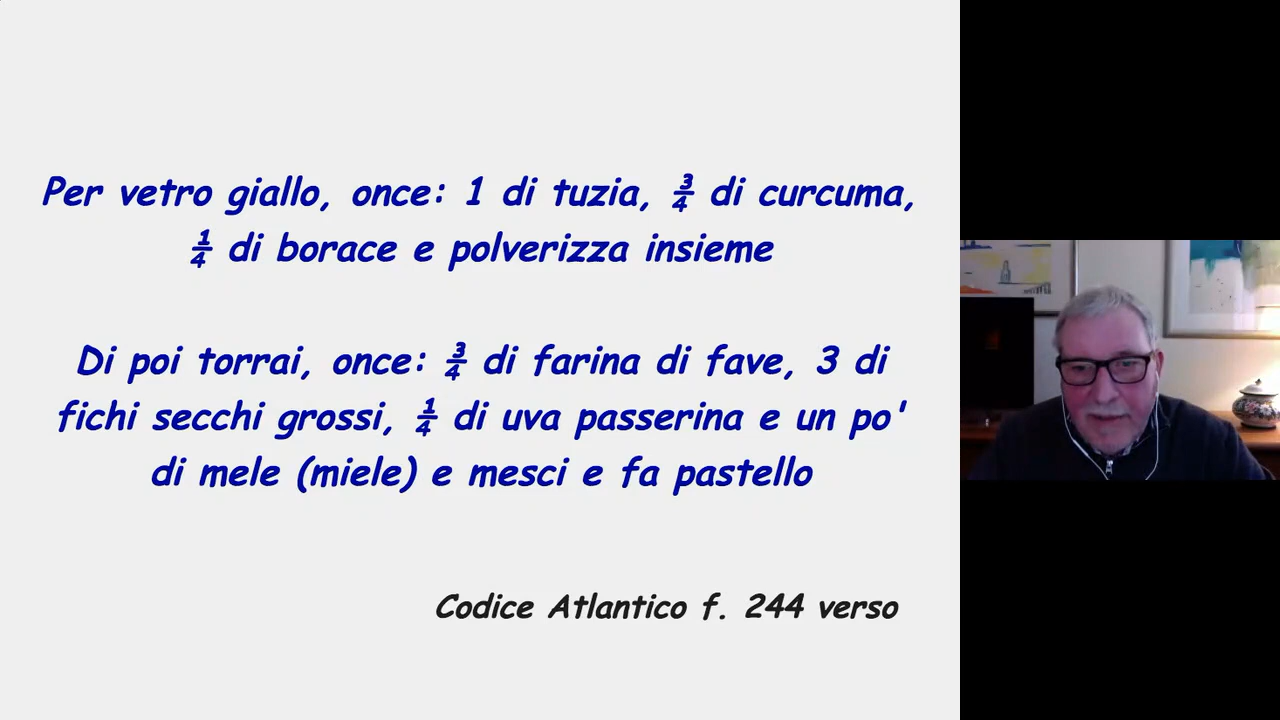 Per vetro giallo, once: 1 di tuzia, ¾ di curcuma,
¼ di borace e polverizza insieme
Di poi torrai, once: ¾ di farina di fave, 3 di
fichi secchi grossi, ¼ di uva passerina e un po'
di mele (miele) e mesci e fa pastello
Codice Atlantico f. 244 verso